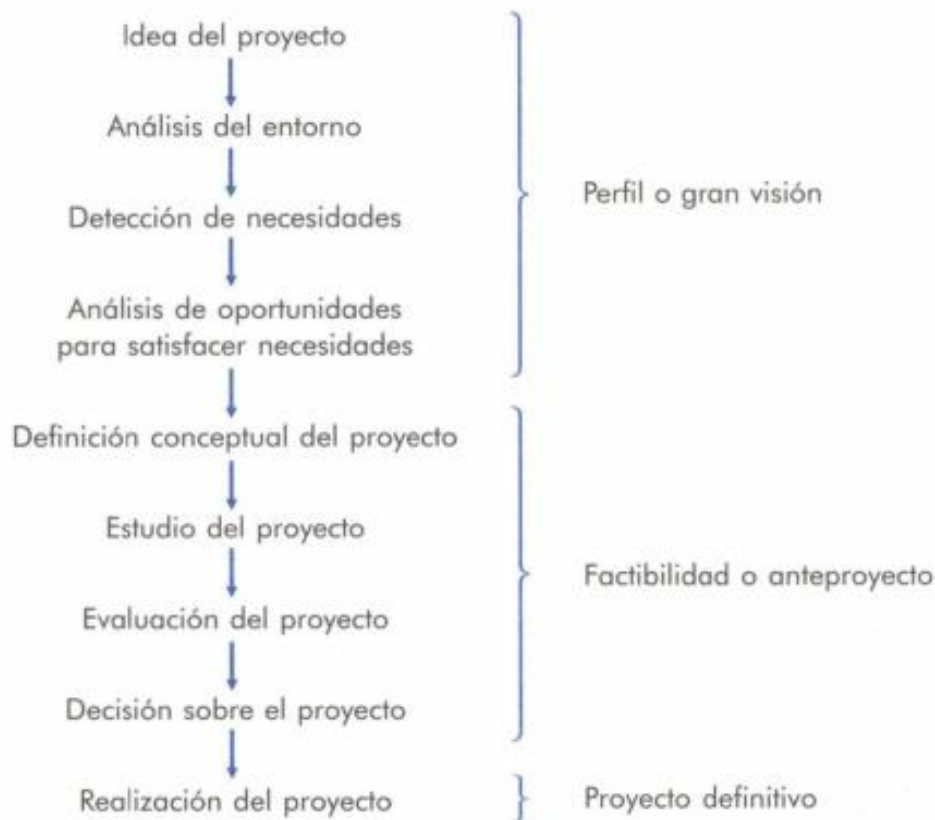 Idea del proyecto
Análisis del entorno
Detección de necesidades
Análisis de oportunidades
para satisfacer necesidades
Perfil o gran visión
Definición conceptual del proyecto
Estudio del proyecto
Evaluación del proyecto
Decisión sobre el proyecto
Factibilidad o anteproyecto
Realización del proyecto
Proyecto definitivo